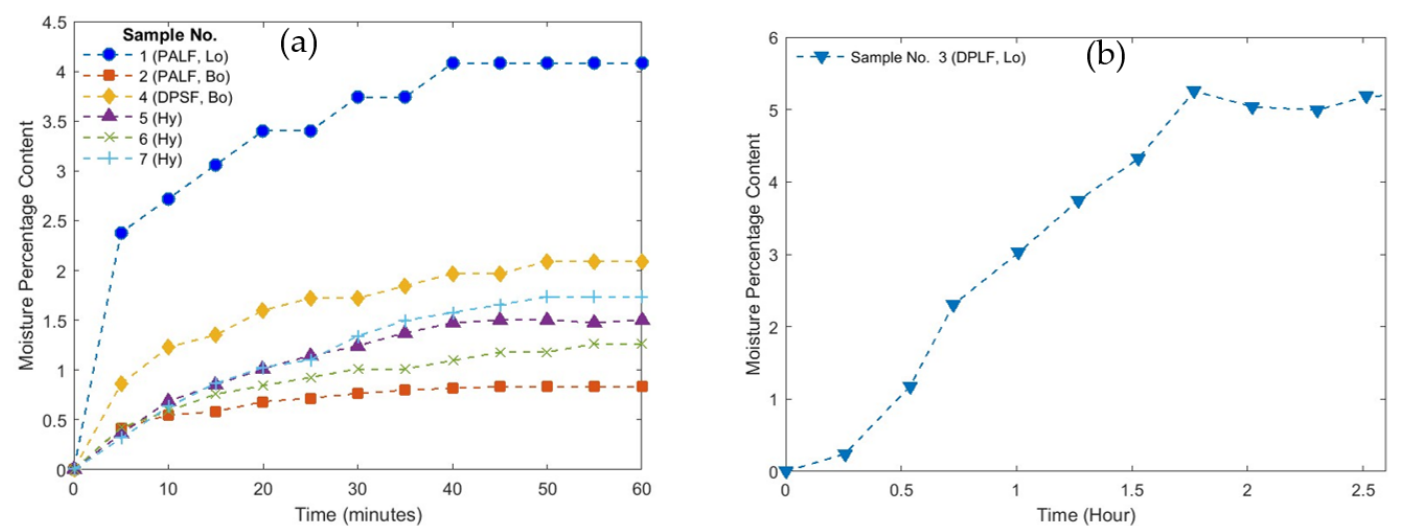 (a)
Sample No.
1 (PALF, Lo)
2 (PALF, Bo)
4 (DPSF, Bo)
5 (Hy)
6 (Hy)
7 (Hy)
Moisture Percentage Content
4.5
4
3.5
3
2.5
2
1.5
1
0.5
0
0 10 20 30 40 50 60
Time (minutes)
(b)
Sample No. 3 (DPLF, Lo)
Moisture Percentage Content
6
5
4
3
2
1
0
0 0.5 1 1.5 2 2.5
Time (Hour)